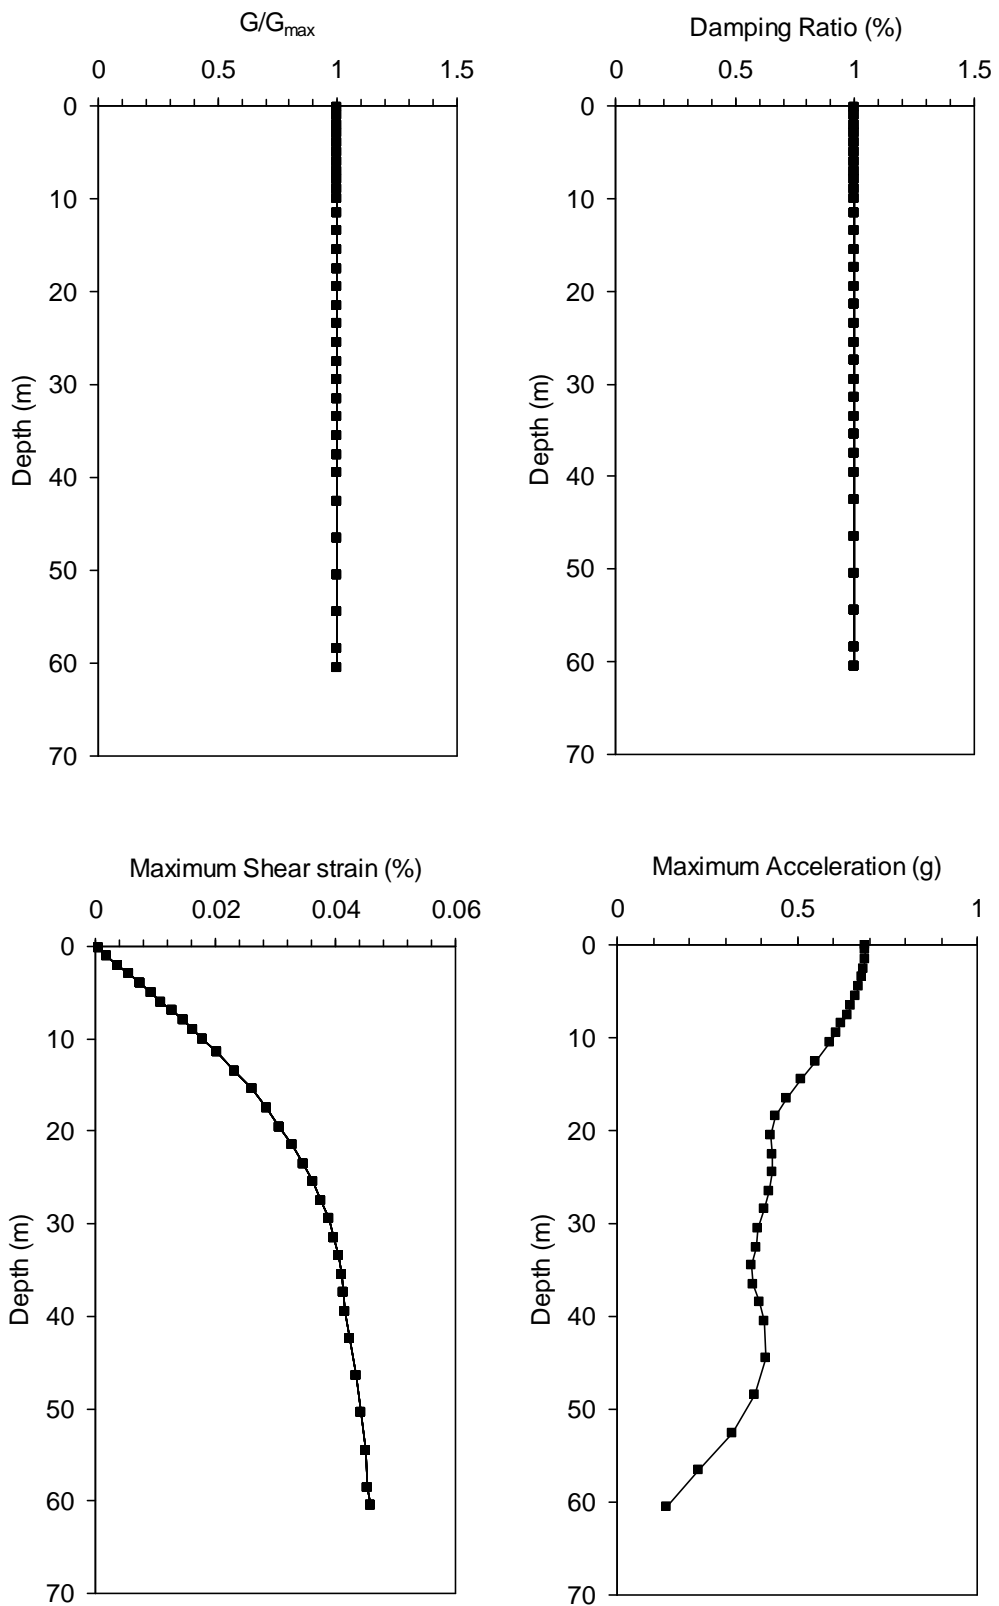 G/Gmax
0 0.5 1 1.5
0
10
20
30
40
50
60
70
Depth (m)
Damping Ratio (%)
0 0.5 1 1.5
0
10
20
30
40
50
60
70
Depth (m)
Maximum Shear strain (%)
0 0.02 0.04 0.06
0
10
20
30
40
50
60
70
Depth (m)
Maximum Acceleration (g)
0 0.5 1
0
10
20
30
40
50
60
70
Depth (m)